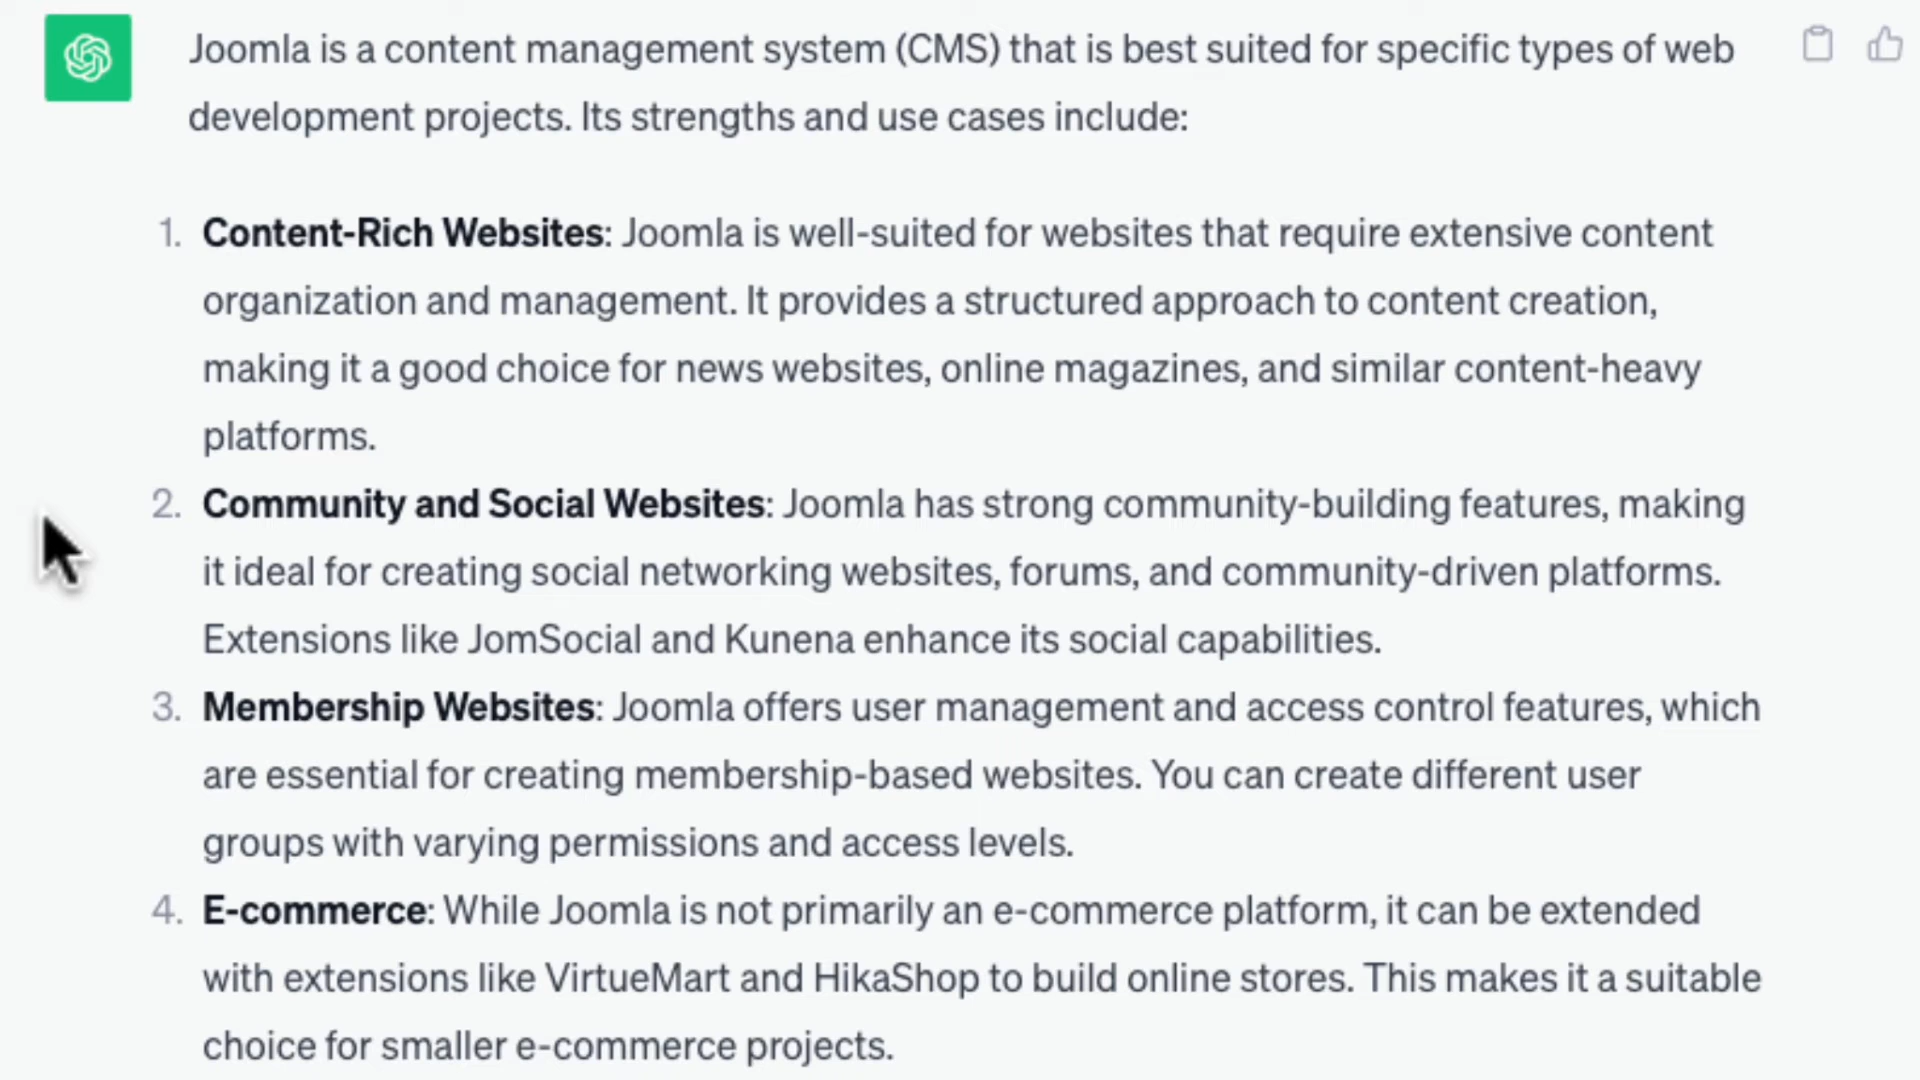 Joomla is a content management system (CMS) that is best suited for specific types of web
development projects. Its strengths and use cases include:
1. Content-Rich Websites: Joomla is well-suited for websites that require extensive content
organization and management. It provides a structured approach to content creation,
making it a good choice for news websites, online magazines, and similar content-heavy
platforms.
2. Community and Social Websites: Joomla has strong community-building features, making
it ideal for creating social networking websites, forums, and community-driven platforms.
Extensions like JomSocial and Kunena enhance its social capabilities.
3. Membership Websites: Joomla offers user management and access control features, which
are essential for creating membership-based websites. You can create different user
groups with varying permissions and access levels.
4. E-commerce: While Joomla is not primarily an e-commerce platform, it can be extended
with extensions like VirtueMart and HikaShop to build online stores. This makes it a suitable
choice for smaller e-commerce projects.